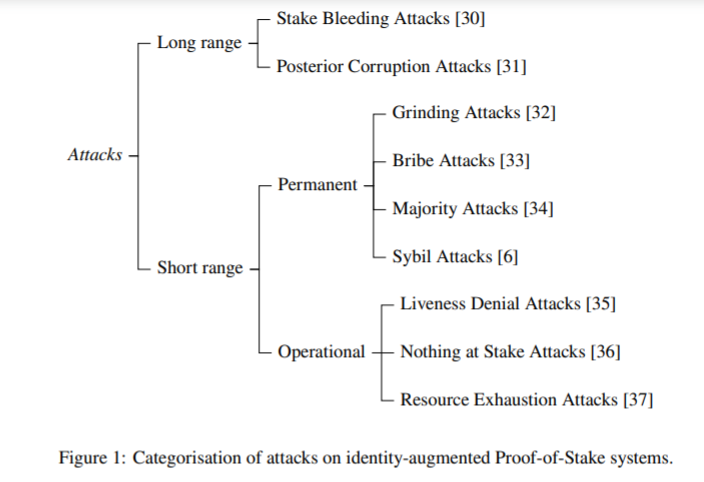 Stake Bleeding Attacks [30]
Long range
Posterior Corruption Attacks [31]
Grinding Attacks [32]
Attacks
Bribe Attacks [33]
Permanent
Majority Attacks [34]
Sybil Attacks [6]
Short range
Liveness Denial Attacks [35]
Operational
Nothing at Stake Attacks [36]
Resource Exhaustion Attacks [37]
Figure 1: Categorisation of attacks on identity-augmented Proof-of-Stake systems.